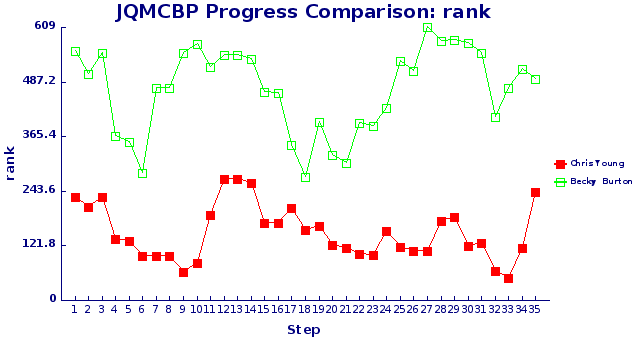 JQMCBP Progress Comparison: rank
609
487.2
365.4
243.6
121.8
0
rank
1 2 3 4 5 6 7 8 9 10 11 12 13 14 15 16 17 18 19 20 21 22 23 24 25 26 27 28 29 30 31 32 33 34 35
Step
Chris Young
Becky Burton